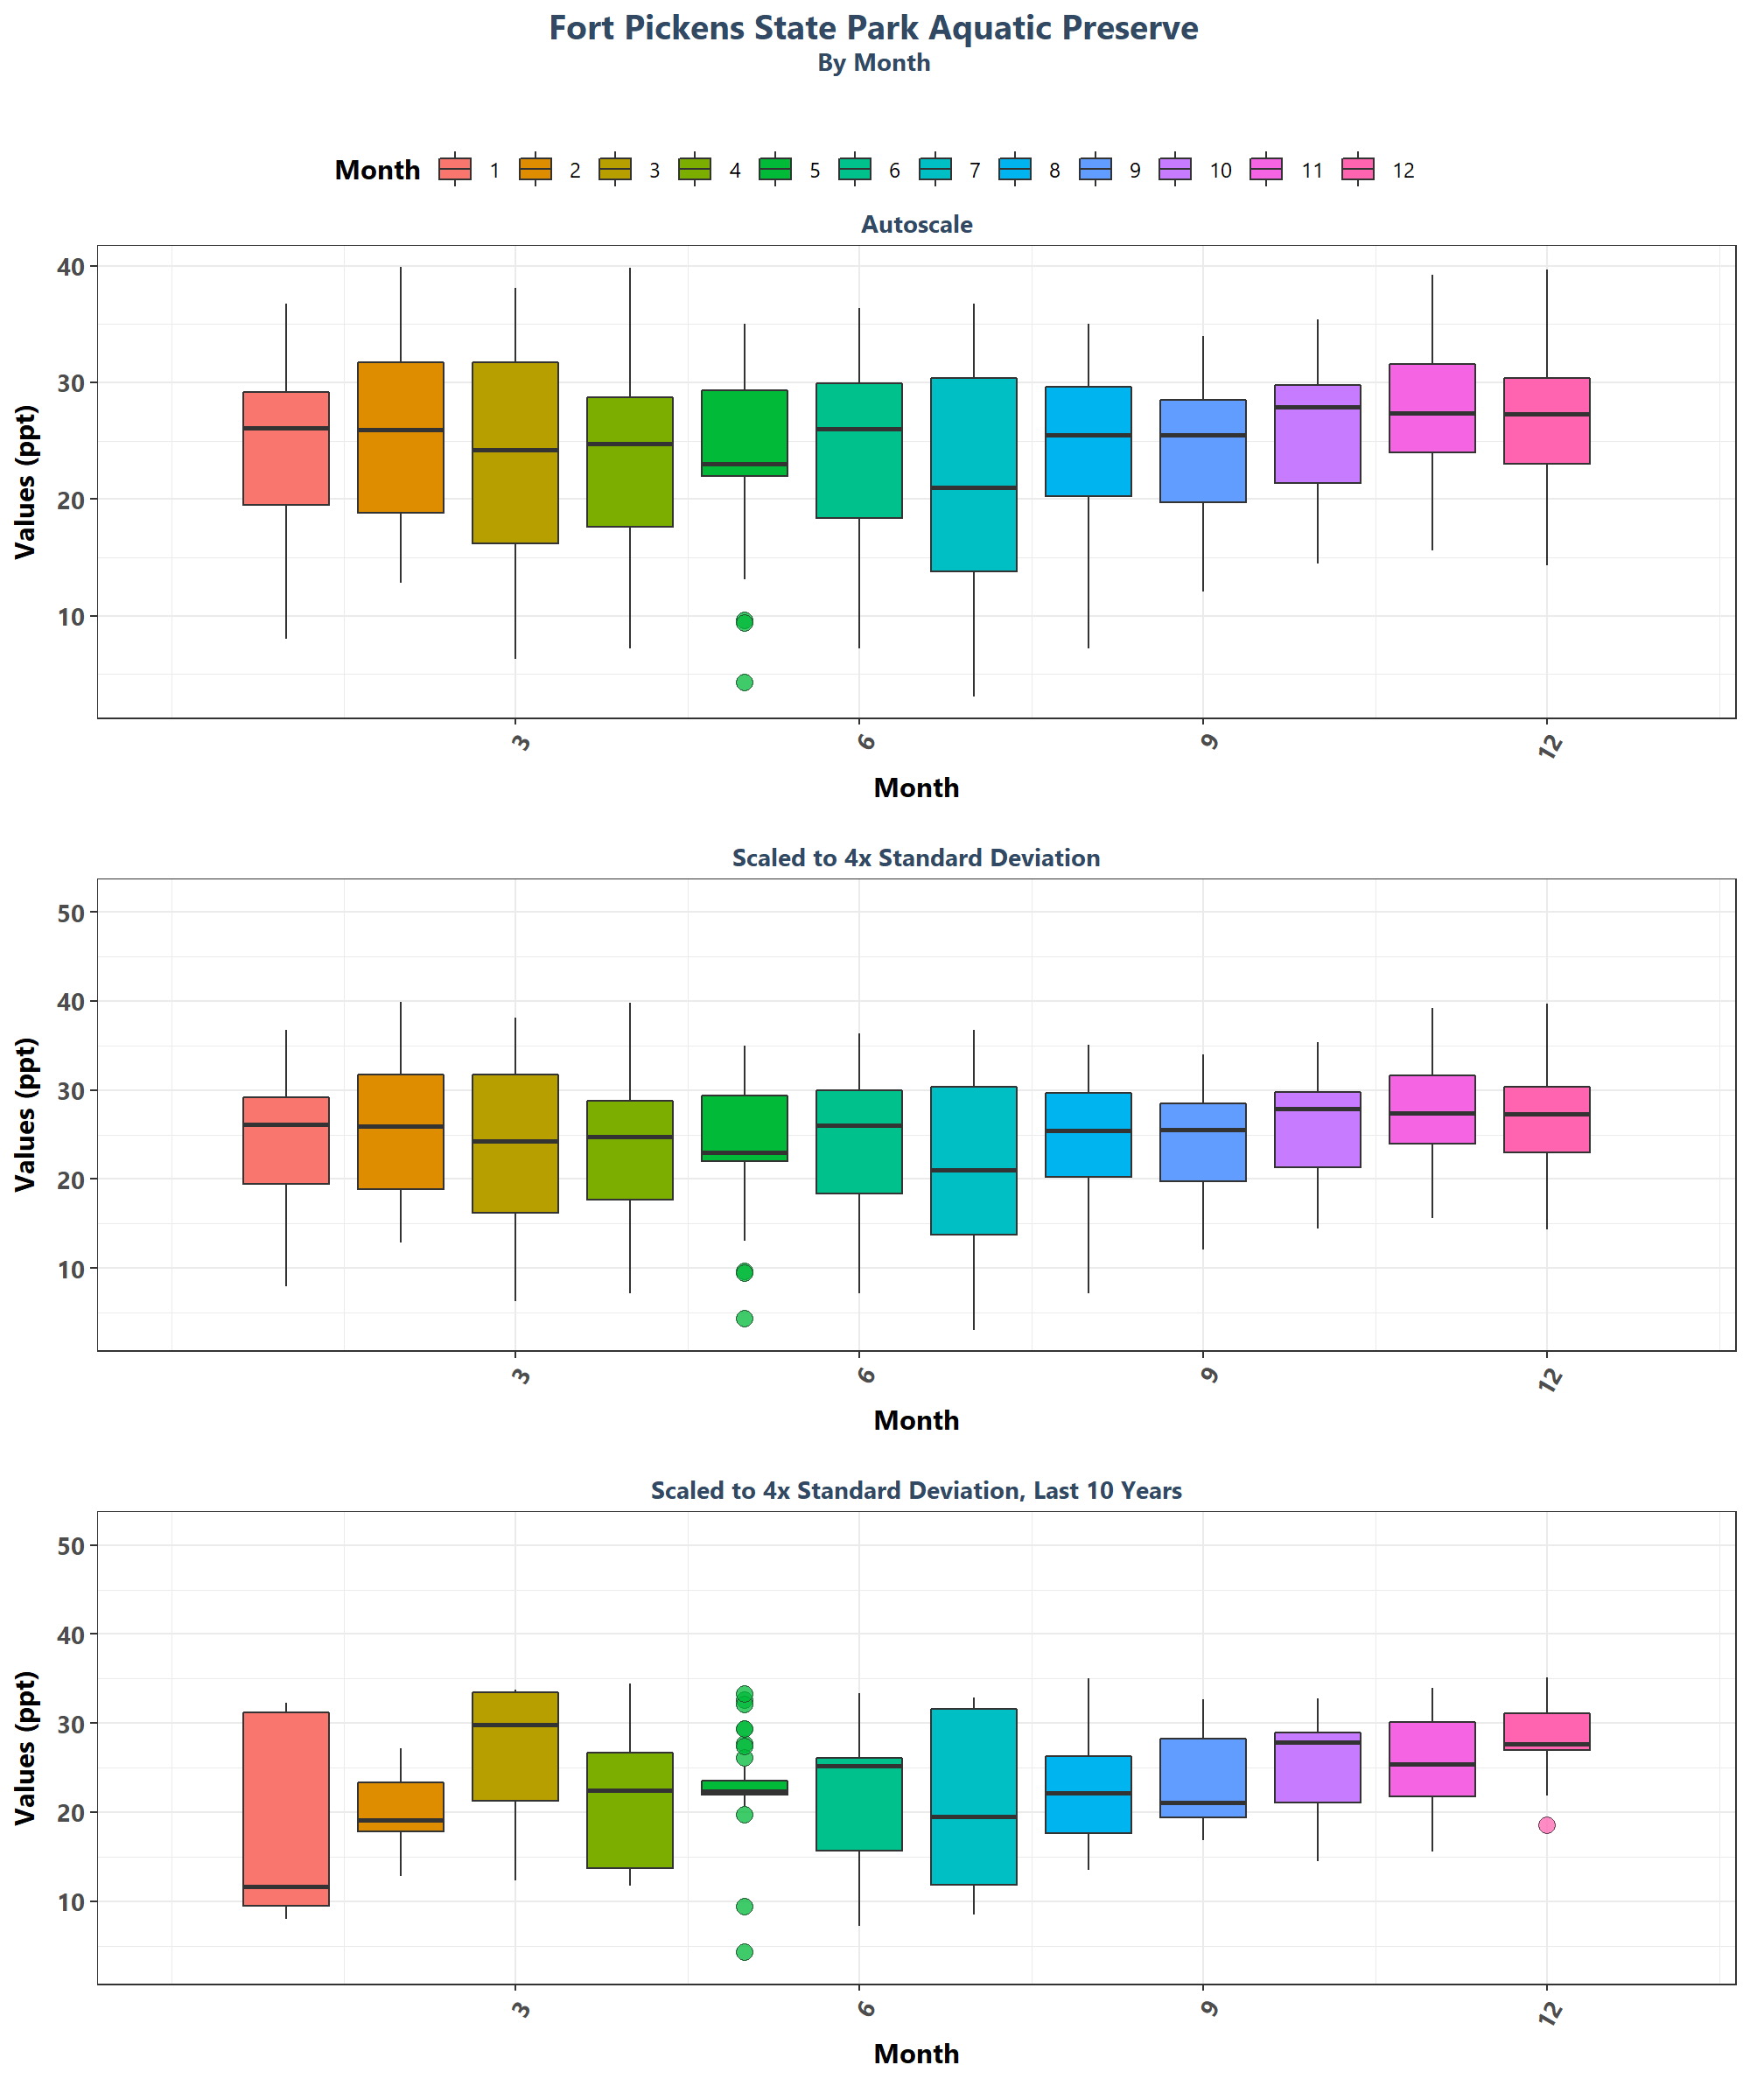 Fort Pickens State Park Aquatic Preserve
By Month
Month 1 2 3 4 5 6 7 8 9 10 11 12
Autoscale
Values (ppt)
40
30
20
10
3 6 9 12
Month
Scaled to 4x Standard Deviation
Values (ppt)
50
40
30
20
10
3 6 9 12
Month
Scaled to 4x Standard Deviation, Last 10 Years
Values (ppt)
50
40
30
20
10
3 6 9 12
Month